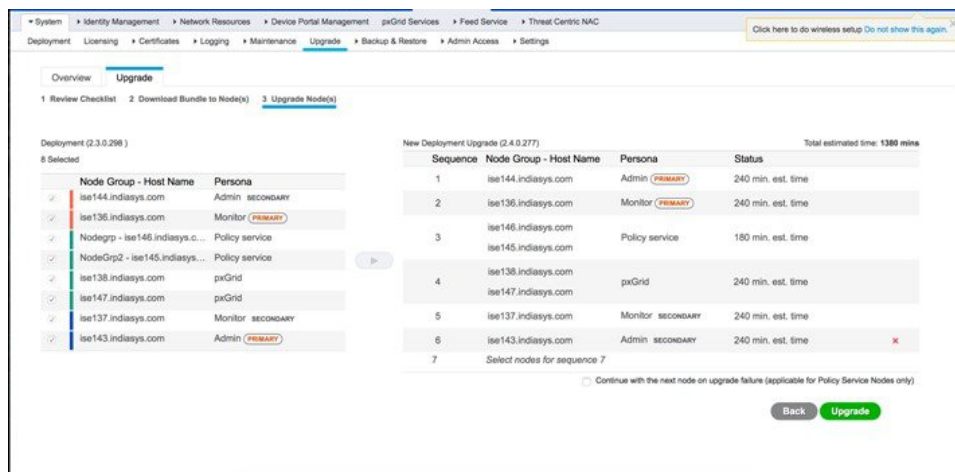 System Identity Management Network Resources Device Portal Management pxGrid Services Feed Service Threat Centric NAC
Click here to do wireless setup Do not show this again.
Deployment Licensing Certificates Logging Maintenance Upgrade Backup & Restore Admin Access Settings
Overview Upgrade
1 Review Checklist 2 Download Bundle to Node(s) 3 Upgrade Node(s)
Deployment (2.3.0.298 )
8 Selected
Node Group - Host Name Persona
ise144.indiasys.com Admin SECONDARY
ise136.indiasys.com Monitor PRIMARY
Nodegrp - ise146.indiasys.c... Policy service
NodeGrp2 - ise145.indiasys... Policy service
ise138.indiasys.com pxGrid
ise147.indiasys.com pxGrid
ise137.indiasys.com Monitor SECONDARY
ise143.indiasys.com Admin PRIMARY
New Deployment Upgrade (2.4.0.277) Total estimated time: 1380 mins
Sequence Node Group - Host Name Persona Status
1 ise144.indiasys.com Admin PRIMARY 240 min. est. time
2 ise136.indiasys.com Monitor PRIMARY 240 min. est. time
ise146.indiasys.com
3 Policy service 180 min. est. time
ise145.indiasys.com
ise138.indiasys.com
4 pxGrid 240 min. est. time
ise147.indiasys.com
5 ise137.indiasys.com Monitor SECONDARY 240 min. est. time
6 ise143.indiasys.com Admin SECONDARY 240 min. est. time
7 Select nodes for sequence 7
Continue with the next node on upgrade failure (applicable for Policy Service Nodes only)
Back Upgrade